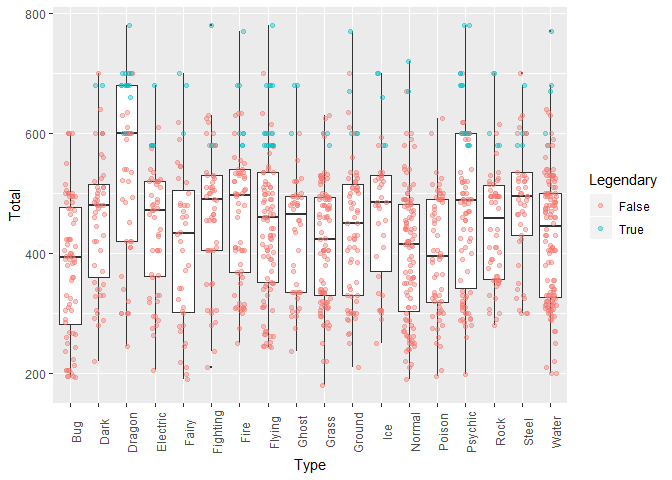 800
600
400
200
Total
Bug
Dark
Dragon
Electric
Fairy
Fighting
Fire
Flying
Ghost
Grass
Ground
Ice
Normal
Poison
Psychic
Rock
Steel
Water
Type
Legendary
False
True